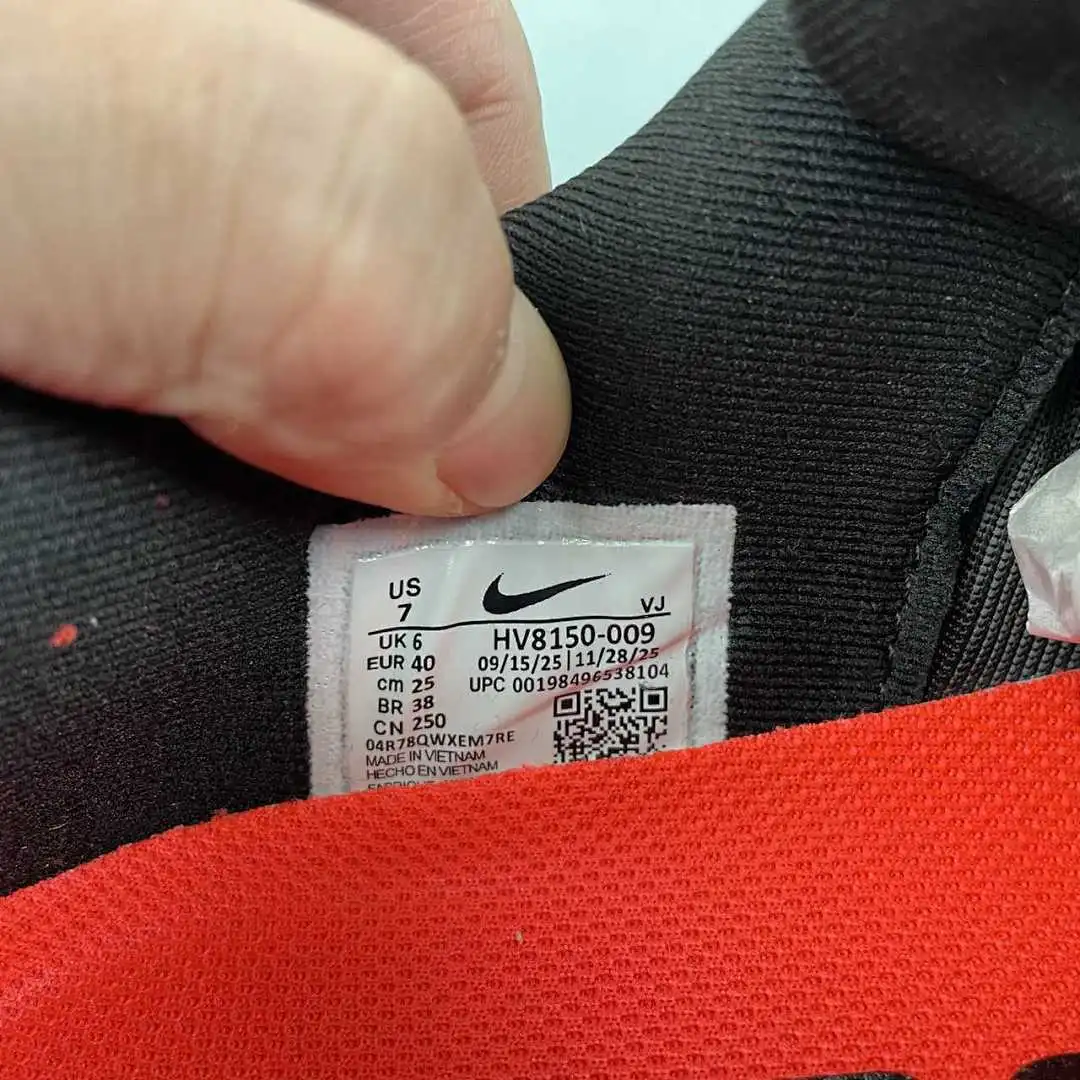 US
7
VJ
UK 6
HV8150-009
EUR 40
09/15/25 | 11/28/25
cm 25
UPC 00198496538104
BR 38
CN 250
04R78QWXEM7RE
MADE IN VIETNAM
HECHO EN VIETNAM